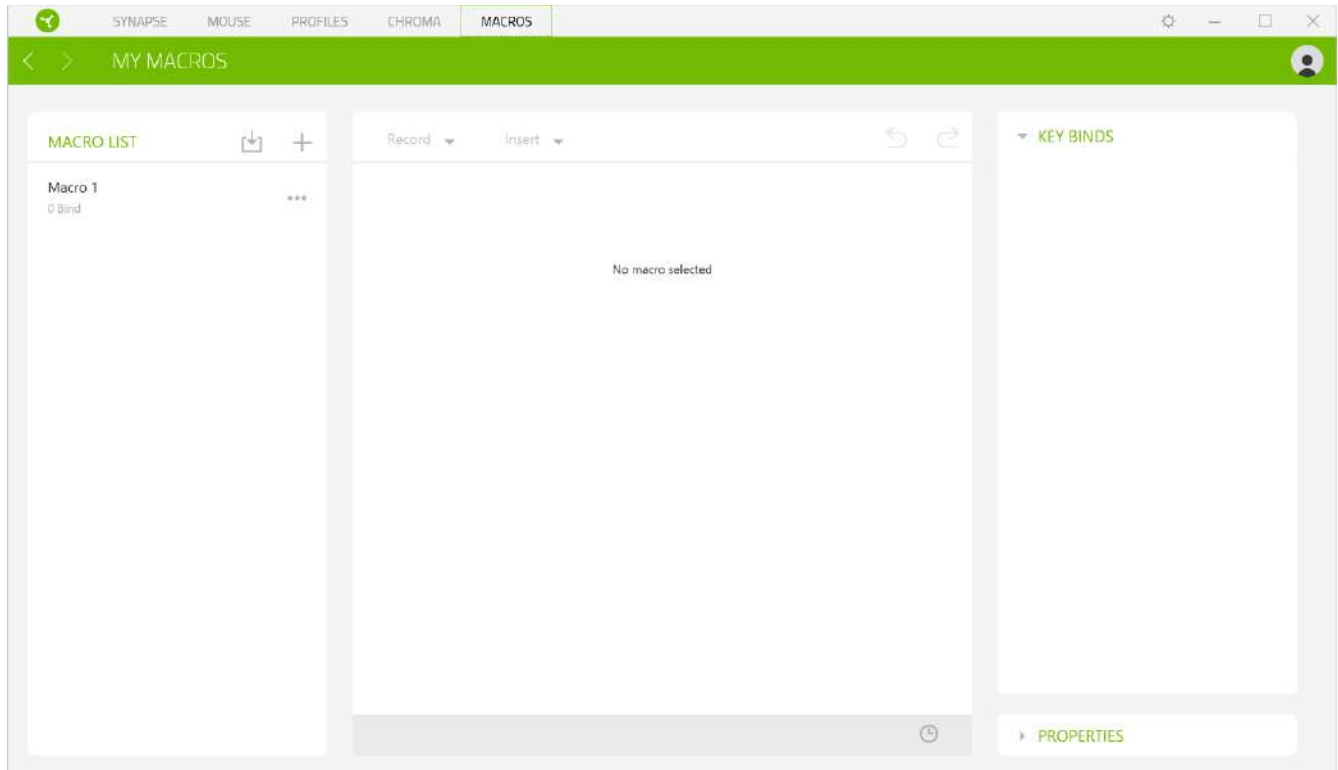 SYNAPSE MOUSE PROFILES CHROMA MACROS
MY MACROS
MACRO LIST
Macro 1
0 Bind
Record Insert
No macro selected
KEY BINDS
PROPERTIES